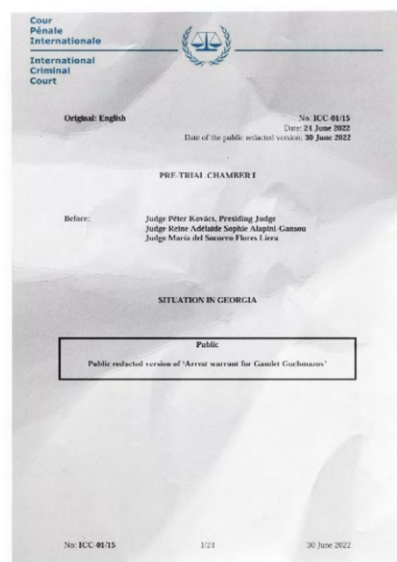 Cour
Pénale
Internationale
International
Criminal
Court
Original: English
No. ICC-01/15
Date: 24 June 2022
Date of the public redacted version: 30 June 2022
PRE-TRIAL CHAMBER I
Before: Judge Péter Kovács, Presiding Judge
Judge Reine Adélaïde Sophie Alapini-Gansou
Judge María del Socorro Flores Liera
SITUATION IN GEORGIA
Public
Public redacted version of ‘Arrest warrant for Gamlet Guchmazov’
No: ICC-01/15 1/24 30 June 2022